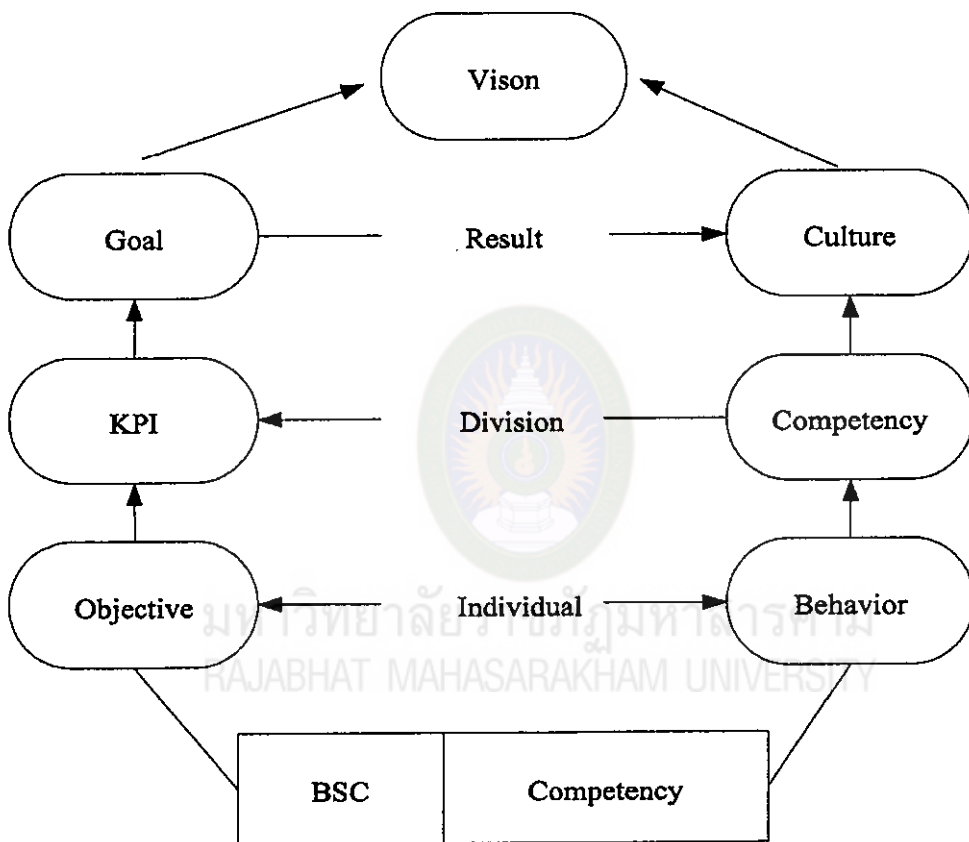 Vison
Goal Result Culture
KPI Division Competency
Objective Individual Behavior
มหาวิทยาลัยราชภัฏมหาสารคาม
RAJABHAT MAHASARAKHAM UNIVERSITY
BSC Competency